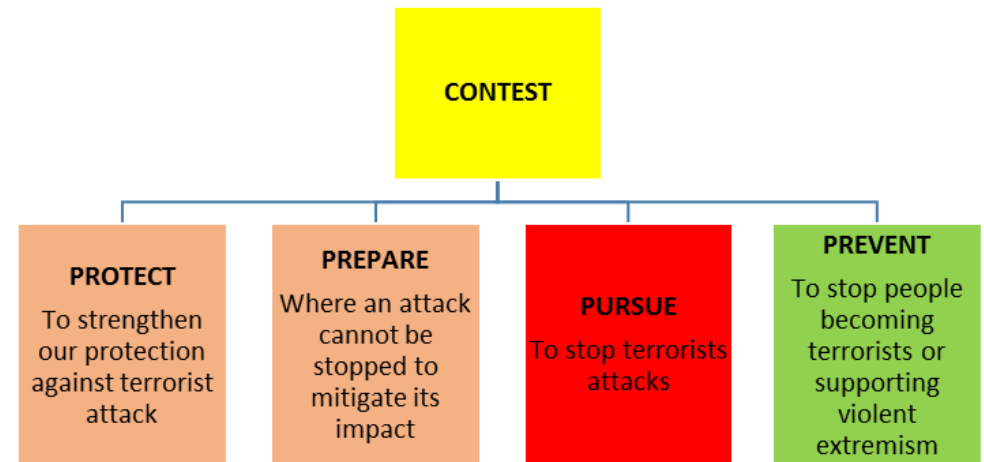 CONTEST
PROTECT
To strengthen
our protection
against terrorist
attack
PREPARE
Where an attack
cannot be
stopped to
mitigate its
impact
PURSUE
To stop terrorists
attacks
PREVENT
To stop people
becoming
terrorists or
supporting
violent
extremism